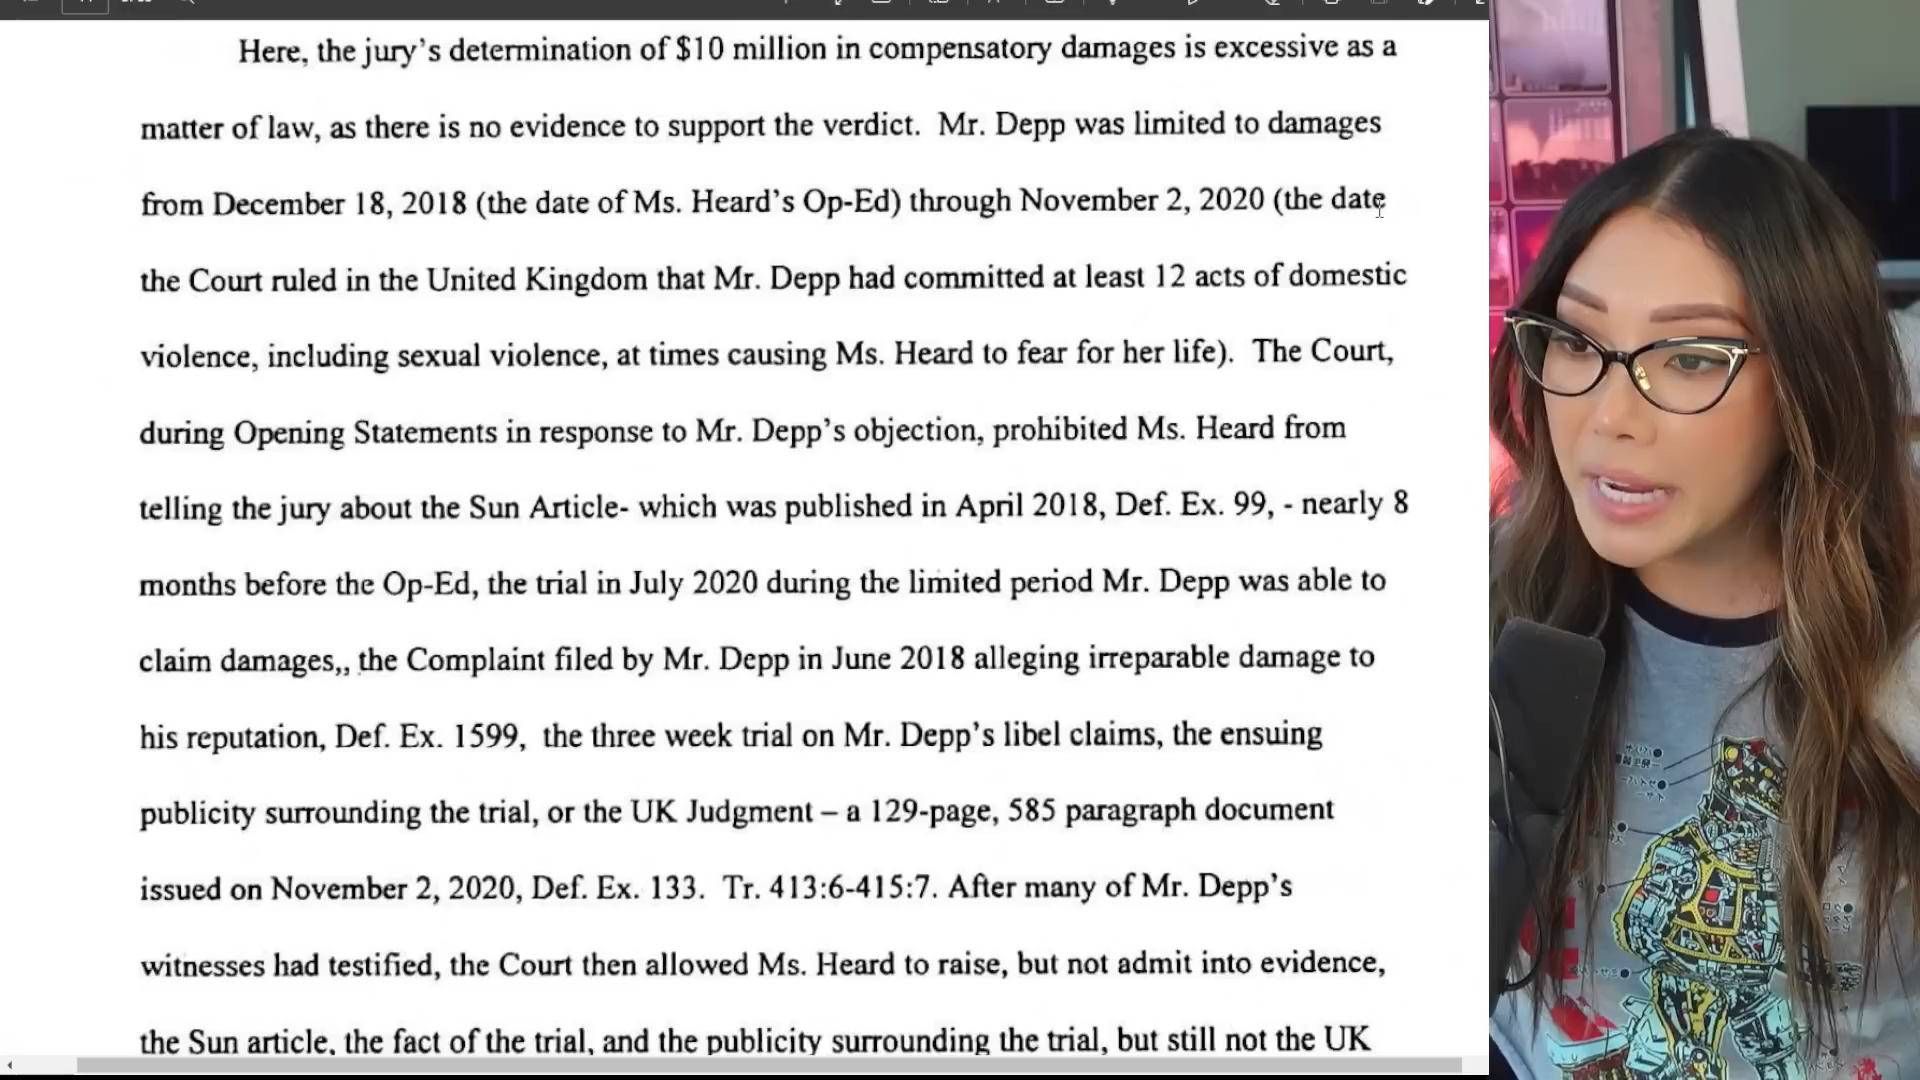 Here, the jury's determination of $10 million in compensatory damages is excessive as a
matter of law, as there is no evidence to support the verdict. Mr. Depp was limited to damages
from December 18, 2018 (the date of Ms. Heard's Op-Ed) through November 2, 2020 (the date
the Court ruled in the United Kingdom that Mr. Depp had committed at least 12 acts of domestic
violence, including sexual violence, at times causing Ms. Heard to fear for her life). The Court,
during Opening Statements in response to Mr. Depp's objection, prohibited Ms. Heard from
telling the jury about the Sun Article- which was published in April 2018, Def. Ex. 99, - nearly 8
months before the Op-Ed, the trial in July 2020 during the limited period Mr. Depp was able to
claim damages,, the Complaint filed by Mr. Depp in June 2018 alleging irreparable damage to
his reputation, Def. Ex. 1599, the three week trial on Mr. Depp's libel claims, the ensuing
publicity surrounding the trial, or the UK Judgment – a 129-page, 585 paragraph document
issued on November 2, 2020, Def. Ex. 133. Tr. 413:6-415:7. After many of Mr. Depp's
witnesses had testified, the Court then allowed Ms. Heard to raise, but not admit into evidence,
the Sun article, the fact of the trial, and the publicity surrounding the trial, but still not the UK